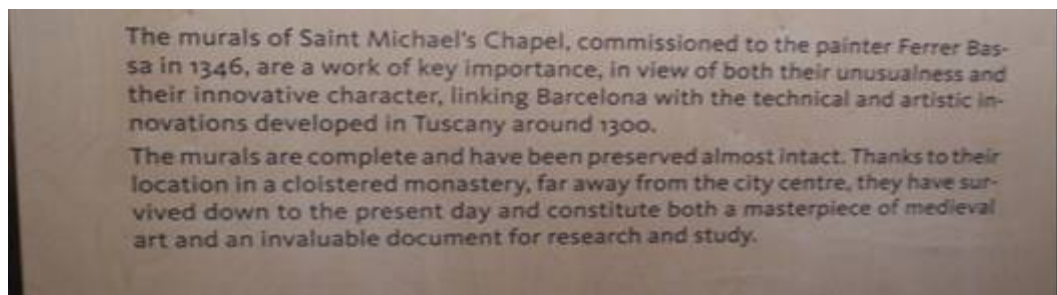 The murals of Saint Michael's Chapel, commissioned to the painter Ferrer Bas-
sa in 1346, are a work of key importance, in view of both their unusualness and
their innovative character, linking Barcelona with the technical and artistic in-
novations developed in Tuscany around 1300.
The murals are complete and have been preserved almost intact. Thanks to their
location in a cloistered monastery, far away from the city centre, they have sur-
vived down to the present day and constitute both a masterpiece of medieval
art and an invaluable document for research and study.